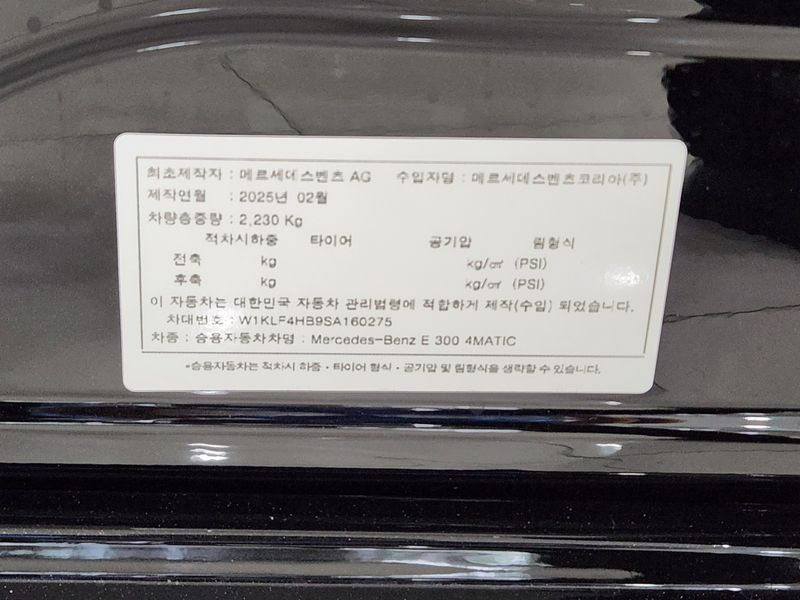 최초제작자 : 메르세데스벤츠 AG 수입자명 : 메르세데스벤츠코리아(주)
제작연월 : 2025년 02월
차량총중량 : 2,230 Kg
적차시하중 타이어 공기압 림형식
전축 kg kg/㎠ (PSI)
후축 kg kg/㎠ (PSI)
이 자동차는 대한민국 자동차 관리법령에 적합하게 제작(수입) 되었습니다.
차대번호 : W1KLF4HB9SA160275
차종 : 승용자동차차명 : Mercedes-Benz E 300 4MATIC
-승용자동차는 적차시 하중 · 타이어 형식 · 공기압 및 림형식을 생략할 수 있습니다.